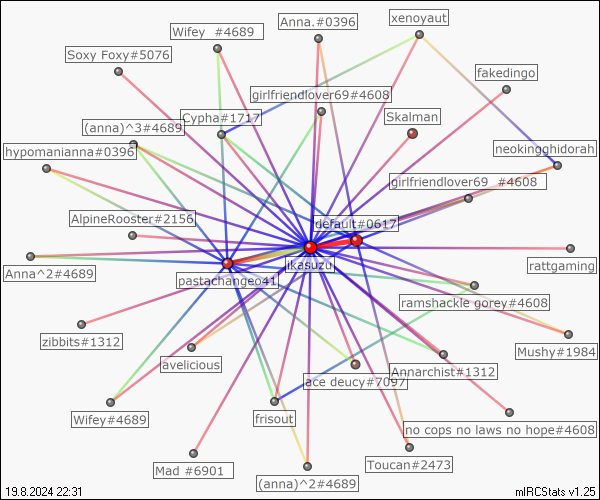 xenoyaut
Anna.#0396
Wifey #4689
Soxy Foxy#5076
fakedingo
girlfriendlover69#4608
Cypha#1717
Skalman
(anna)^3#4689
hypomanianna#0396
neokingghidorah
girlfriendlover69_#4608
AlpineRooster#2156
default#0617
ikasuzu
Anna^2#4689
pastachange041
rattgaming
ramshackle gorey#4608
zibbits#1312
Mushy#1984
avelicious
Annarchist#1312
ace deucy#7097
Wifey#4689
frisout
no cops no laws no hope#4608
Mad #6901
Toucan#2473
(anna)^2#4689
19.8.2024 22:31
mIRCStats v1.25